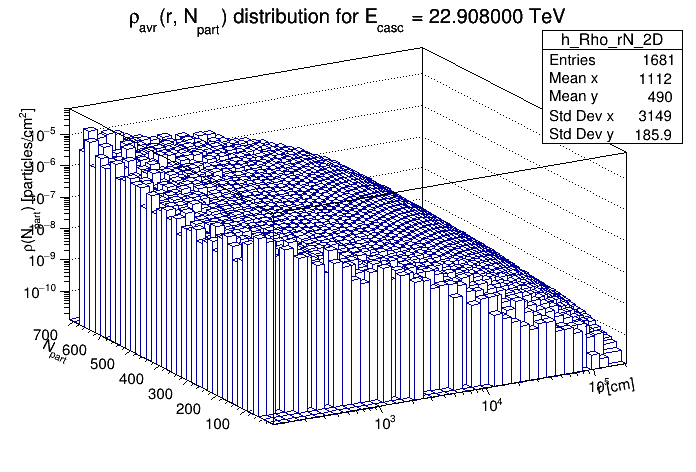 ρavr(r, Npart) distribution for Ecasc = 22.908000 TeV
h_Rho_rN_2D
Entries 1681
Mean x 1112
Mean y 490
Std Dev x 3149
Std Dev y 185.9
ρ(Npart) [particles/cm²]
10⁻⁵
10⁻⁶
10⁻⁷
10⁻⁸
10⁻⁹
10⁻¹⁰
700
600
500
400
300
200
100
Npart
10³
10⁴
[cm]